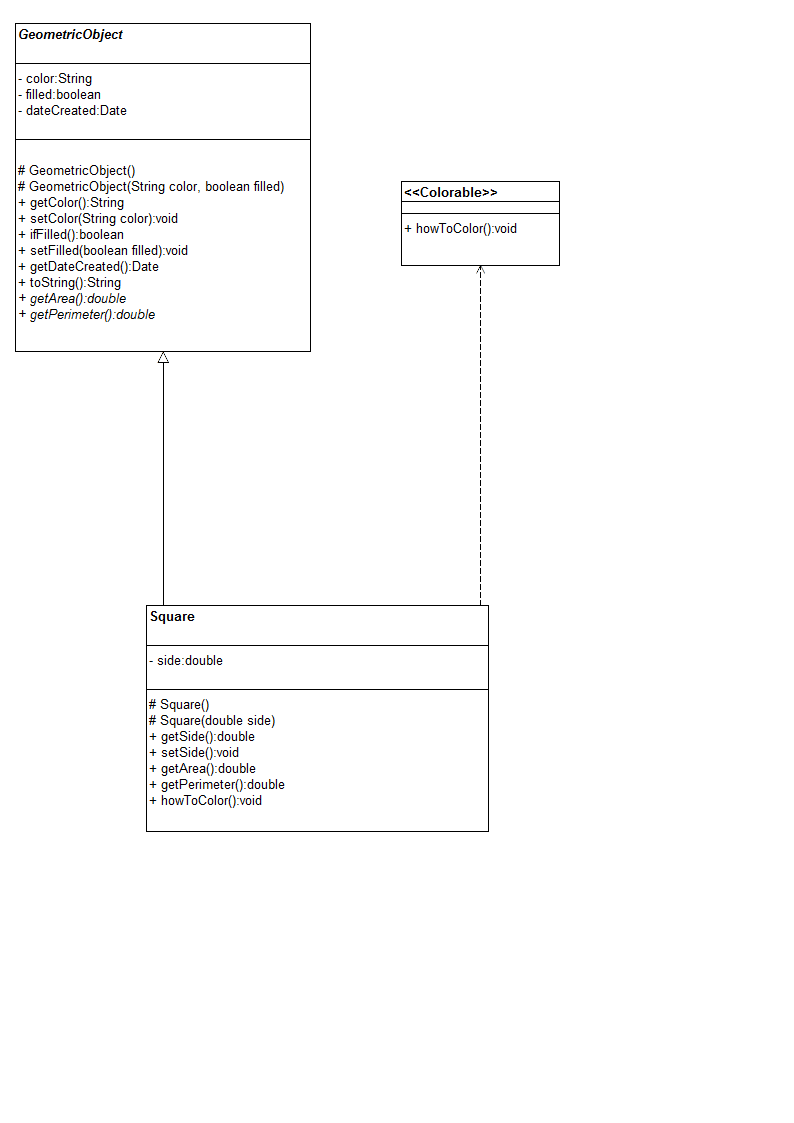 GeometricObject
- color:String
- filled:boolean
- dateCreated:Date
# GeometricObject()
# GeometricObject(String color, boolean filled)
+ getColor():String
+ setColor(String color):void
+ ifFilled():boolean
+ setFilled(boolean filled):void
+ getDateCreated():Date
+ toString():String
+ getArea():double
+ getPerimeter():double
<<Colorable>>
+ howToColor():void
Square
- side:double
# Square()
# Square(double side)
+ getSide():double
+ setSide():void
+ getArea():double
+ getPerimeter():double
+ howToColor():void